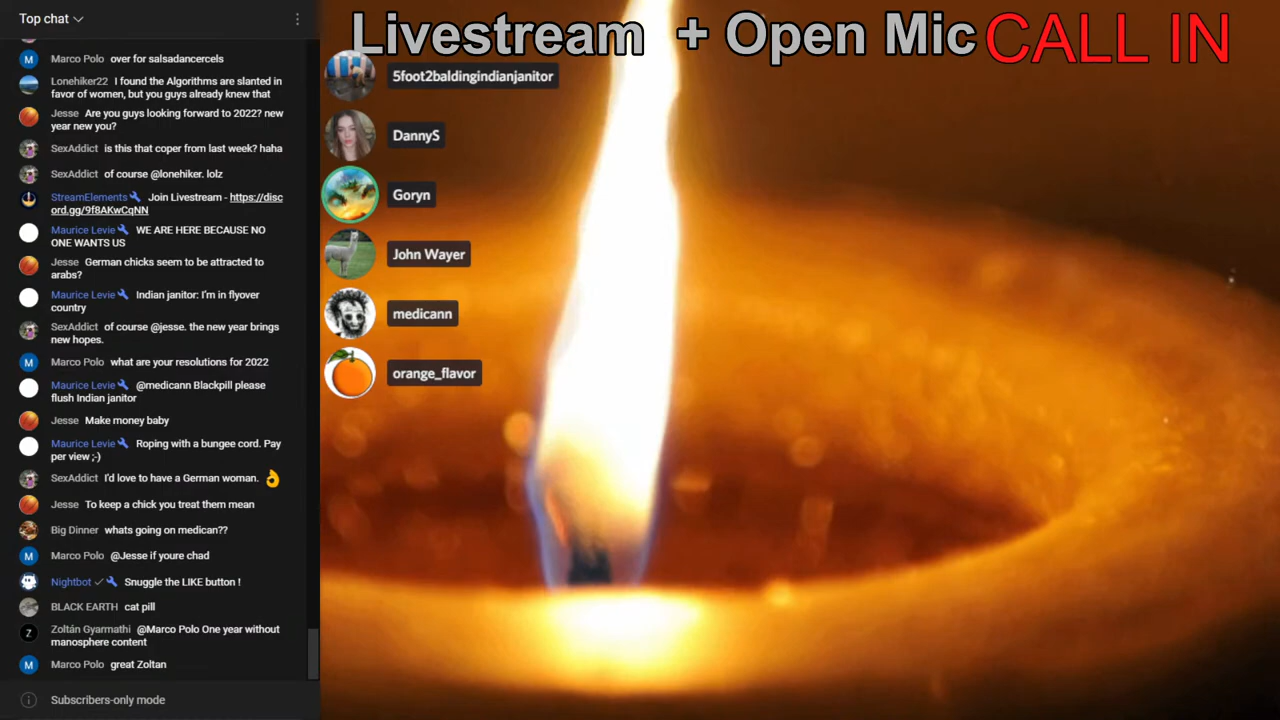 Top chat
Marco Polo over for salsadancercels
Lonehiker22 I found the Algorithms are slanted in
favor of women, but you guys already knew that
Jesse Are you guys looking forward to 2022? new
year new you?
SexAddict is this that coper from last week? haha
SexAddict of course @lonehiker. lolz
StreamElements Join Livestream - https://disc
ord.gg/9f8AKwCqNN
Maurice Levie WE ARE HERE BECAUSE NO
ONE WANTS US
Jesse German chicks seem to be attracted to
arabs?
Maurice Levie Indian janitor: I'm in flyover
country
SexAddict of course @jesse. the new year brings
new hopes.
Marco Polo what are your resolutions for 2022
Maurice Levie @medicann Blackpill please
flush Indian janitor
Jesse Make money baby
Maurice Levie Roping with a bungee cord. Pay
per view ;-)
SexAddict I'd love to have a German woman. 👌
Jesse To keep a chick you treat them mean
Big Dinner whats going on medican??
Marco Polo @Jesse if youre chad
Nightbot Snuggle the LIKE button !
BLACK EARTH cat pill
Zoltán Gyarmathi @Marco Polo One year without
manosphere content
Marco Polo great Zoltan
Subscribers-only mode
Livestream + Open Mic CALL IN
5foot2baldingindianjanitor
DannyS
Goryn
John Wayer
medicann
orange_flavor